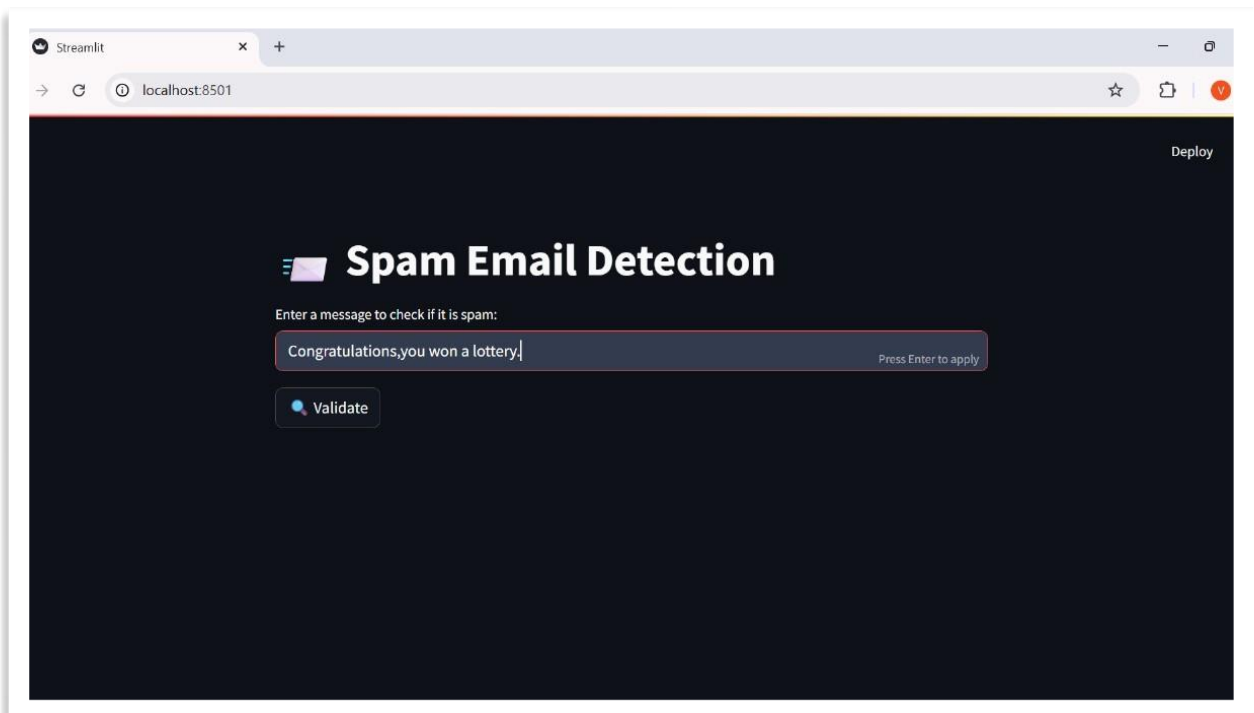 Streamlit
localhost:8501
V
Deploy
Spam Email Detection
Enter a message to check if it is spam:
Congratulations,you won a lottery.
Press Enter to apply
Validate